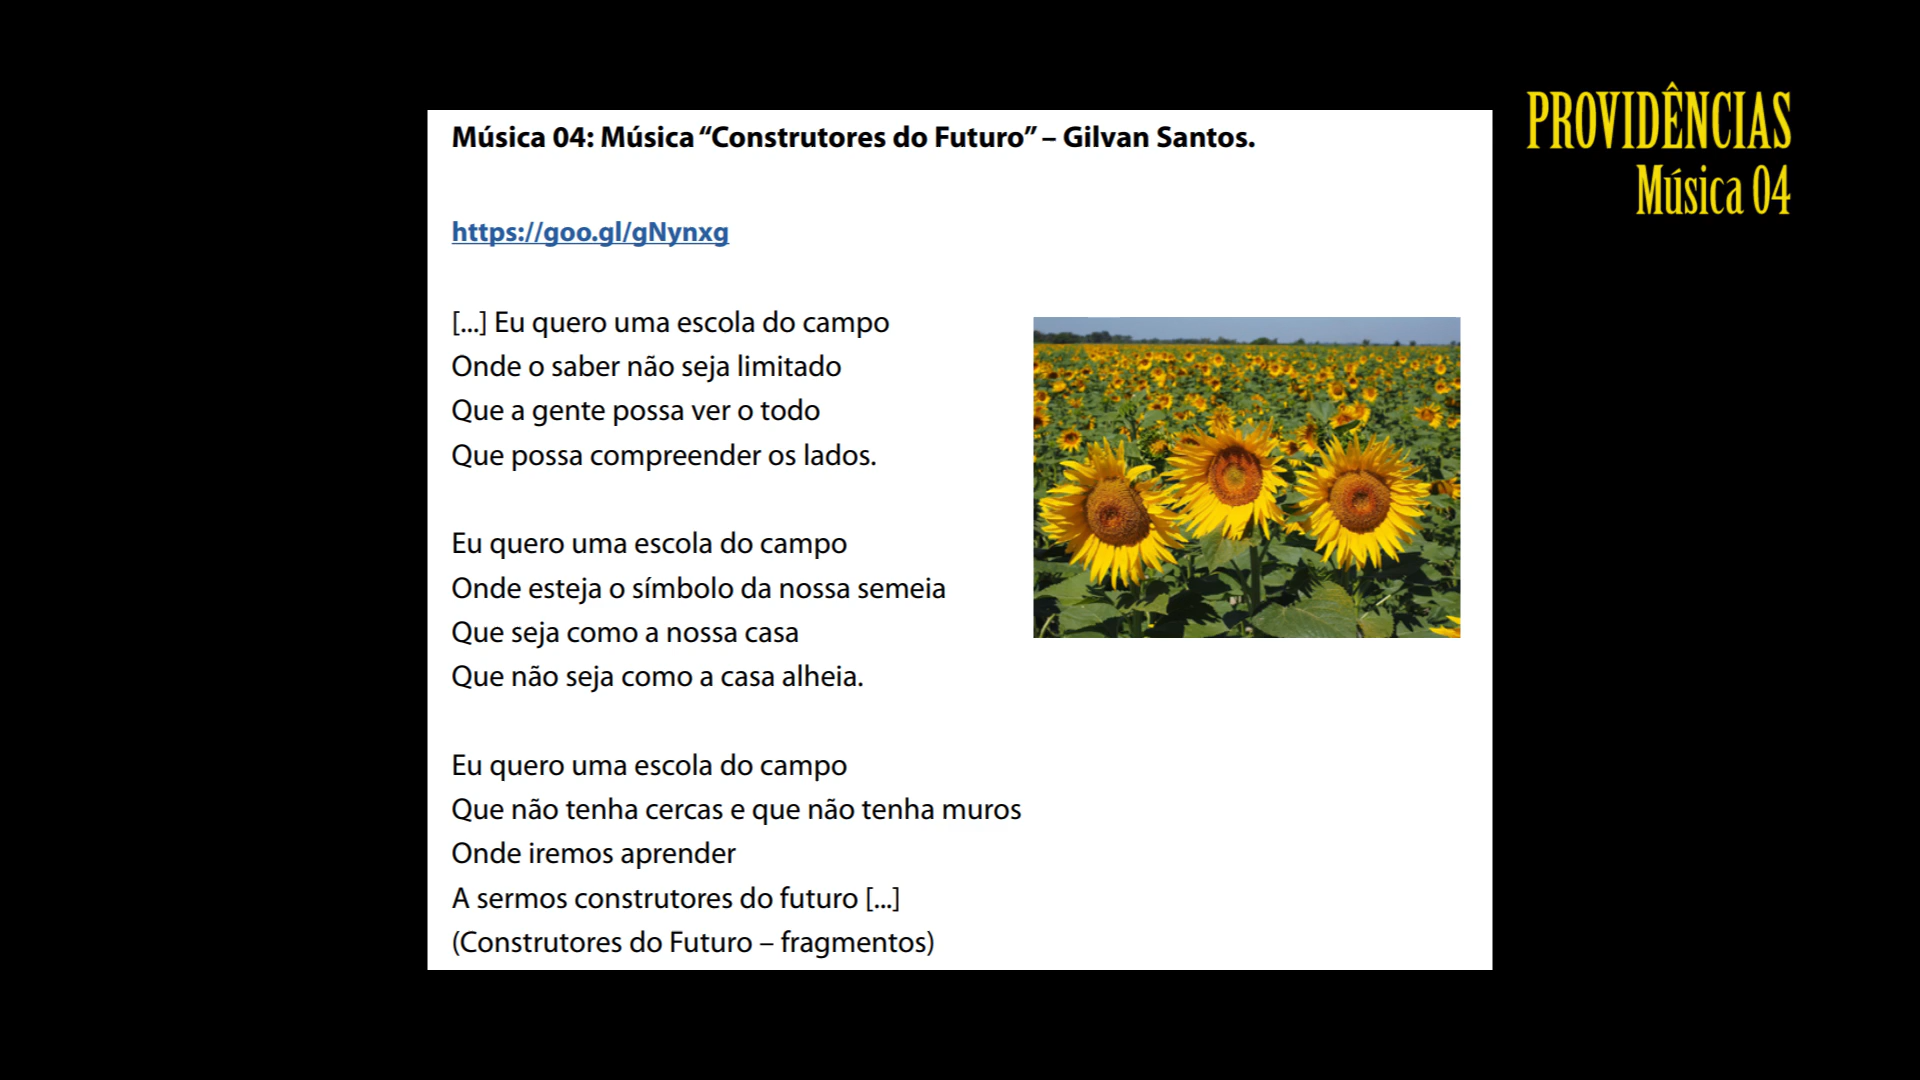 PROVIDÊNCIAS
Música 04
Música 04: Música “Construtores do Futuro” – Gilvan Santos.
https://goo.gl/gNynxg
[...] Eu quero uma escola do campo
Onde o saber não seja limitado
Que a gente possa ver o todo
Que possa compreender os lados.
Eu quero uma escola do campo
Onde esteja o símbolo da nossa semeia
Que seja como a nossa casa
Que não seja como a casa alheia.
Eu quero uma escola do campo
Que não tenha cercas e que não tenha muros
Onde iremos aprender
A sermos construtores do futuro [...]
(Construtores do Futuro – fragmentos)